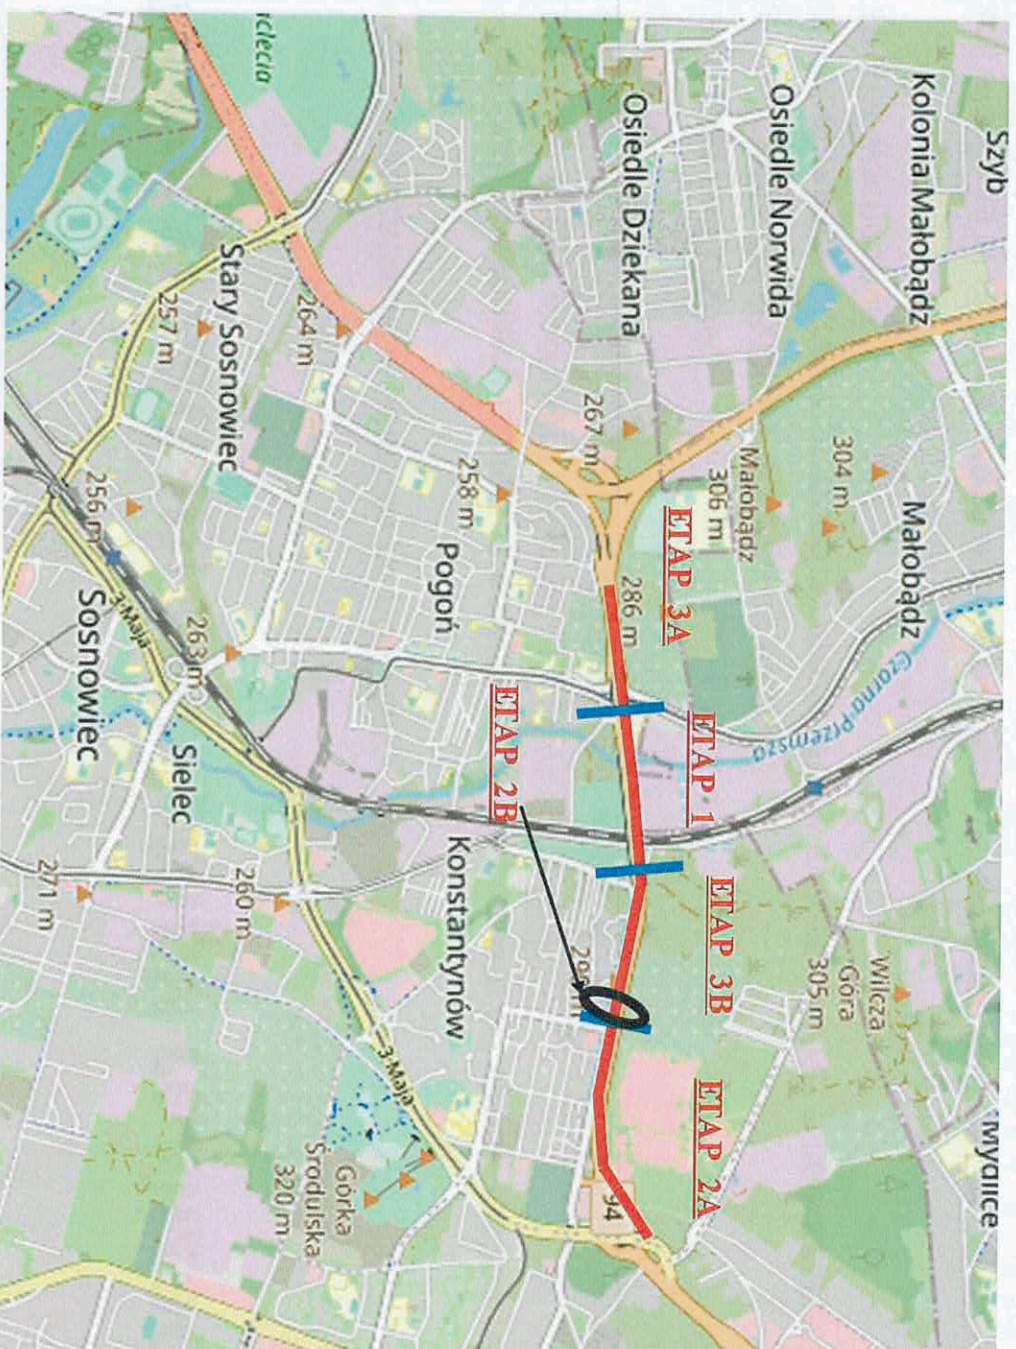 Szyb
Kolonia Małobądz
Osiedle Norwida
Osiedle Dziekana
Małobądz
304 m
Małobądz
306 m
267 m
264 m
Stary Sosnowiec
257 m
258 m
256 m
Pogoń
286 m
ETAP 3A
ETAP 1
Czarna Przemsza
ETAP 2B
3 Maja
Sosnowiec
263 m
Sielec
271 m
260 m
Konstantynów
ETAP 3B
Wilcza
Góra
305 m
ETAP 2A
Mydlice
3 Maja
Górka
Środulska
320 m
94